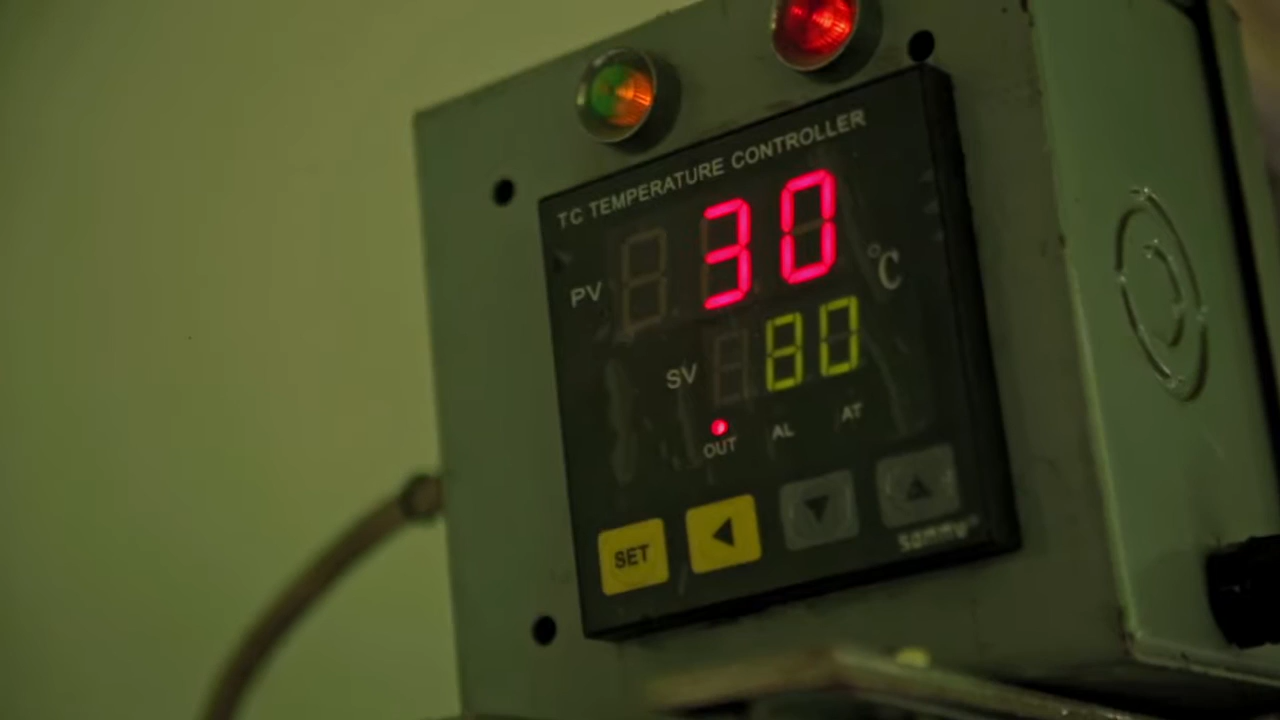 TC TEMPERATURE CONTROLLER
PV 30 °C
SV 80
OUT AL AT
SET